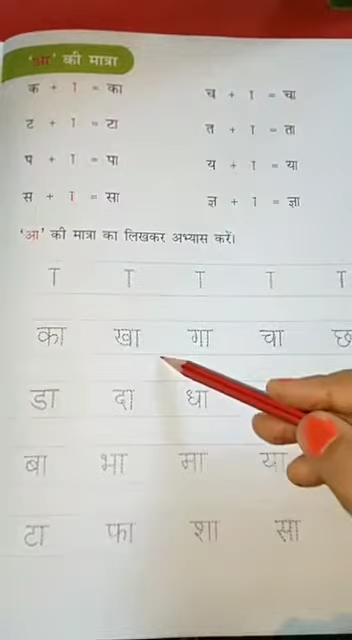 'आ' की मात्रा
क + ा = का च + ा = चा
ट + ा = टा त + ा = ता
प + ा = पा य + ा = या
स + ा = सा ज्ञ + ा = ज्ञा
'आ' की मात्रा का लिखकर अभ्यास करें।
ा ा ा ा ा
का खा गा चा छ
डा दा धा
बा भा मा या
टा फा शा सा